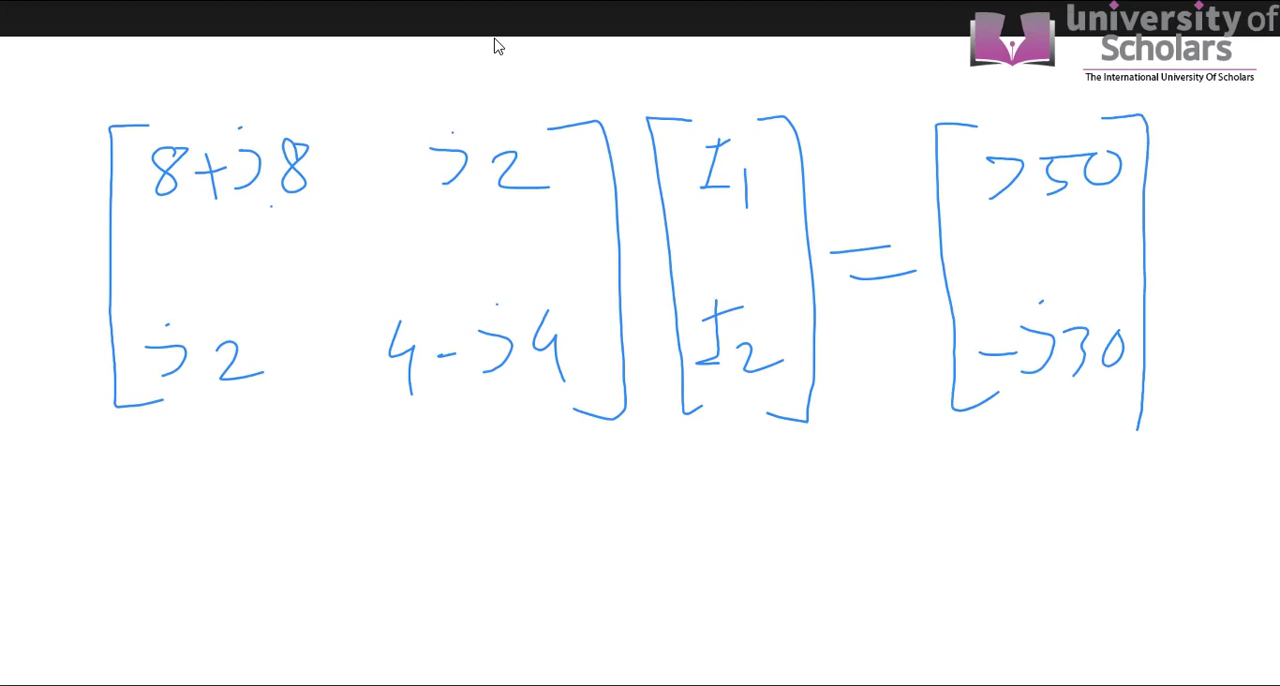 university of
Scholars
The International University Of Scholars
8+j8 j2 I1 j50
=
j2 4-j4 I2 -j30